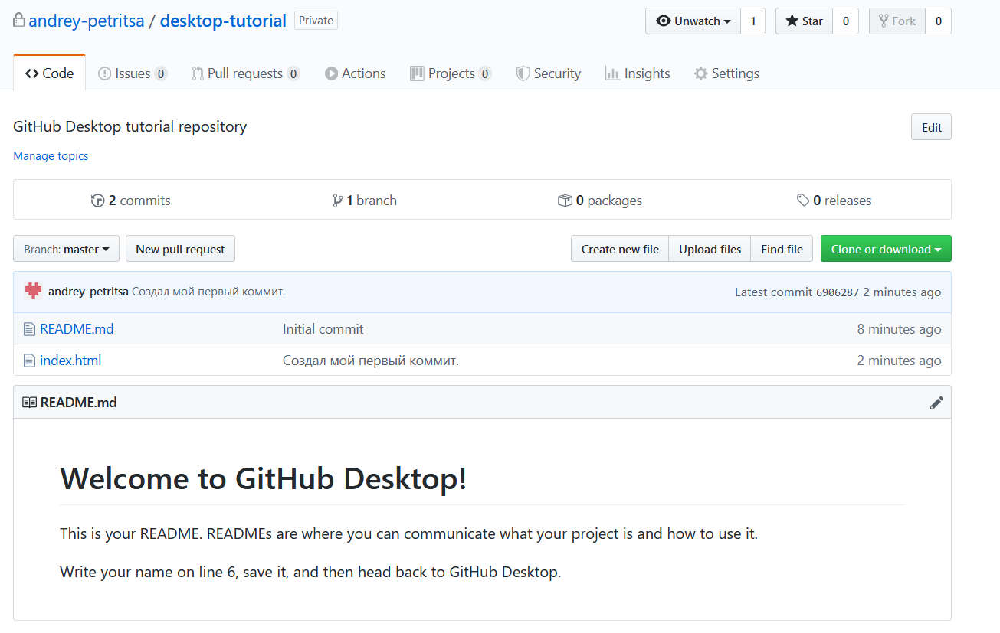 andrey-petritsa / desktop-tutorial Private Unwatch 1 Star 0 Fork 0
Code Issues 0 Pull requests 0 Actions Projects 0 Security Insights Settings
GitHub Desktop tutorial repository Edit
Manage topics
2 commits 1 branch 0 packages 0 releases
Branch: master New pull request Create new file Upload files Find file Clone or download
andrey-petritsa Создал мой первый коммит. Latest commit 6906287 2 minutes ago
README.md Initial commit 8 minutes ago
index.html Создал мой первый коммит. 2 minutes ago
README.md
Welcome to GitHub Desktop!
This is your README. READMEs are where you can communicate what your project is and how to use it.
Write your name on line 6, save it, and then head back to GitHub Desktop.